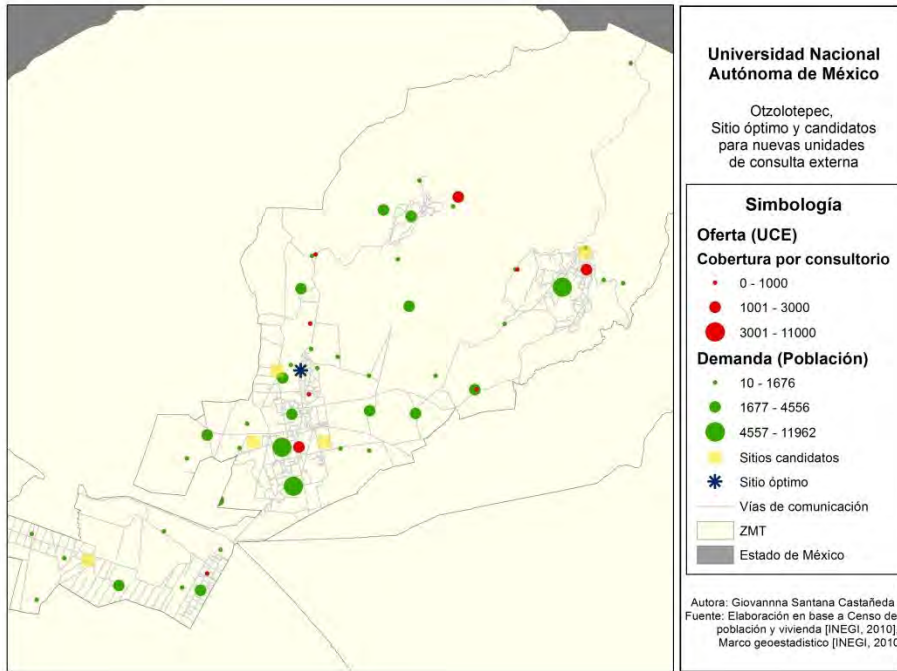 Universidad Nacional
Autónoma de México
Otzolotepec,
Sitio óptimo y candidatos
para nuevas unidades
de consulta externa
Simbología
Oferta (UCE)
Cobertura por consultorio
0 - 1000
1001 - 3000
3001 - 11000
Demanda (Población)
10 - 1676
1677 - 4556
4557 - 11962
Sitios candidatos
Sitio óptimo
Vías de comunicación
ZMT
Estado de México
Autora: Giovannna Santana Castañeda
Fuente: Elaboración en base a Censo de
población y vivienda [INEGI, 2010]
Marco geoestadistico [INEGI, 2010